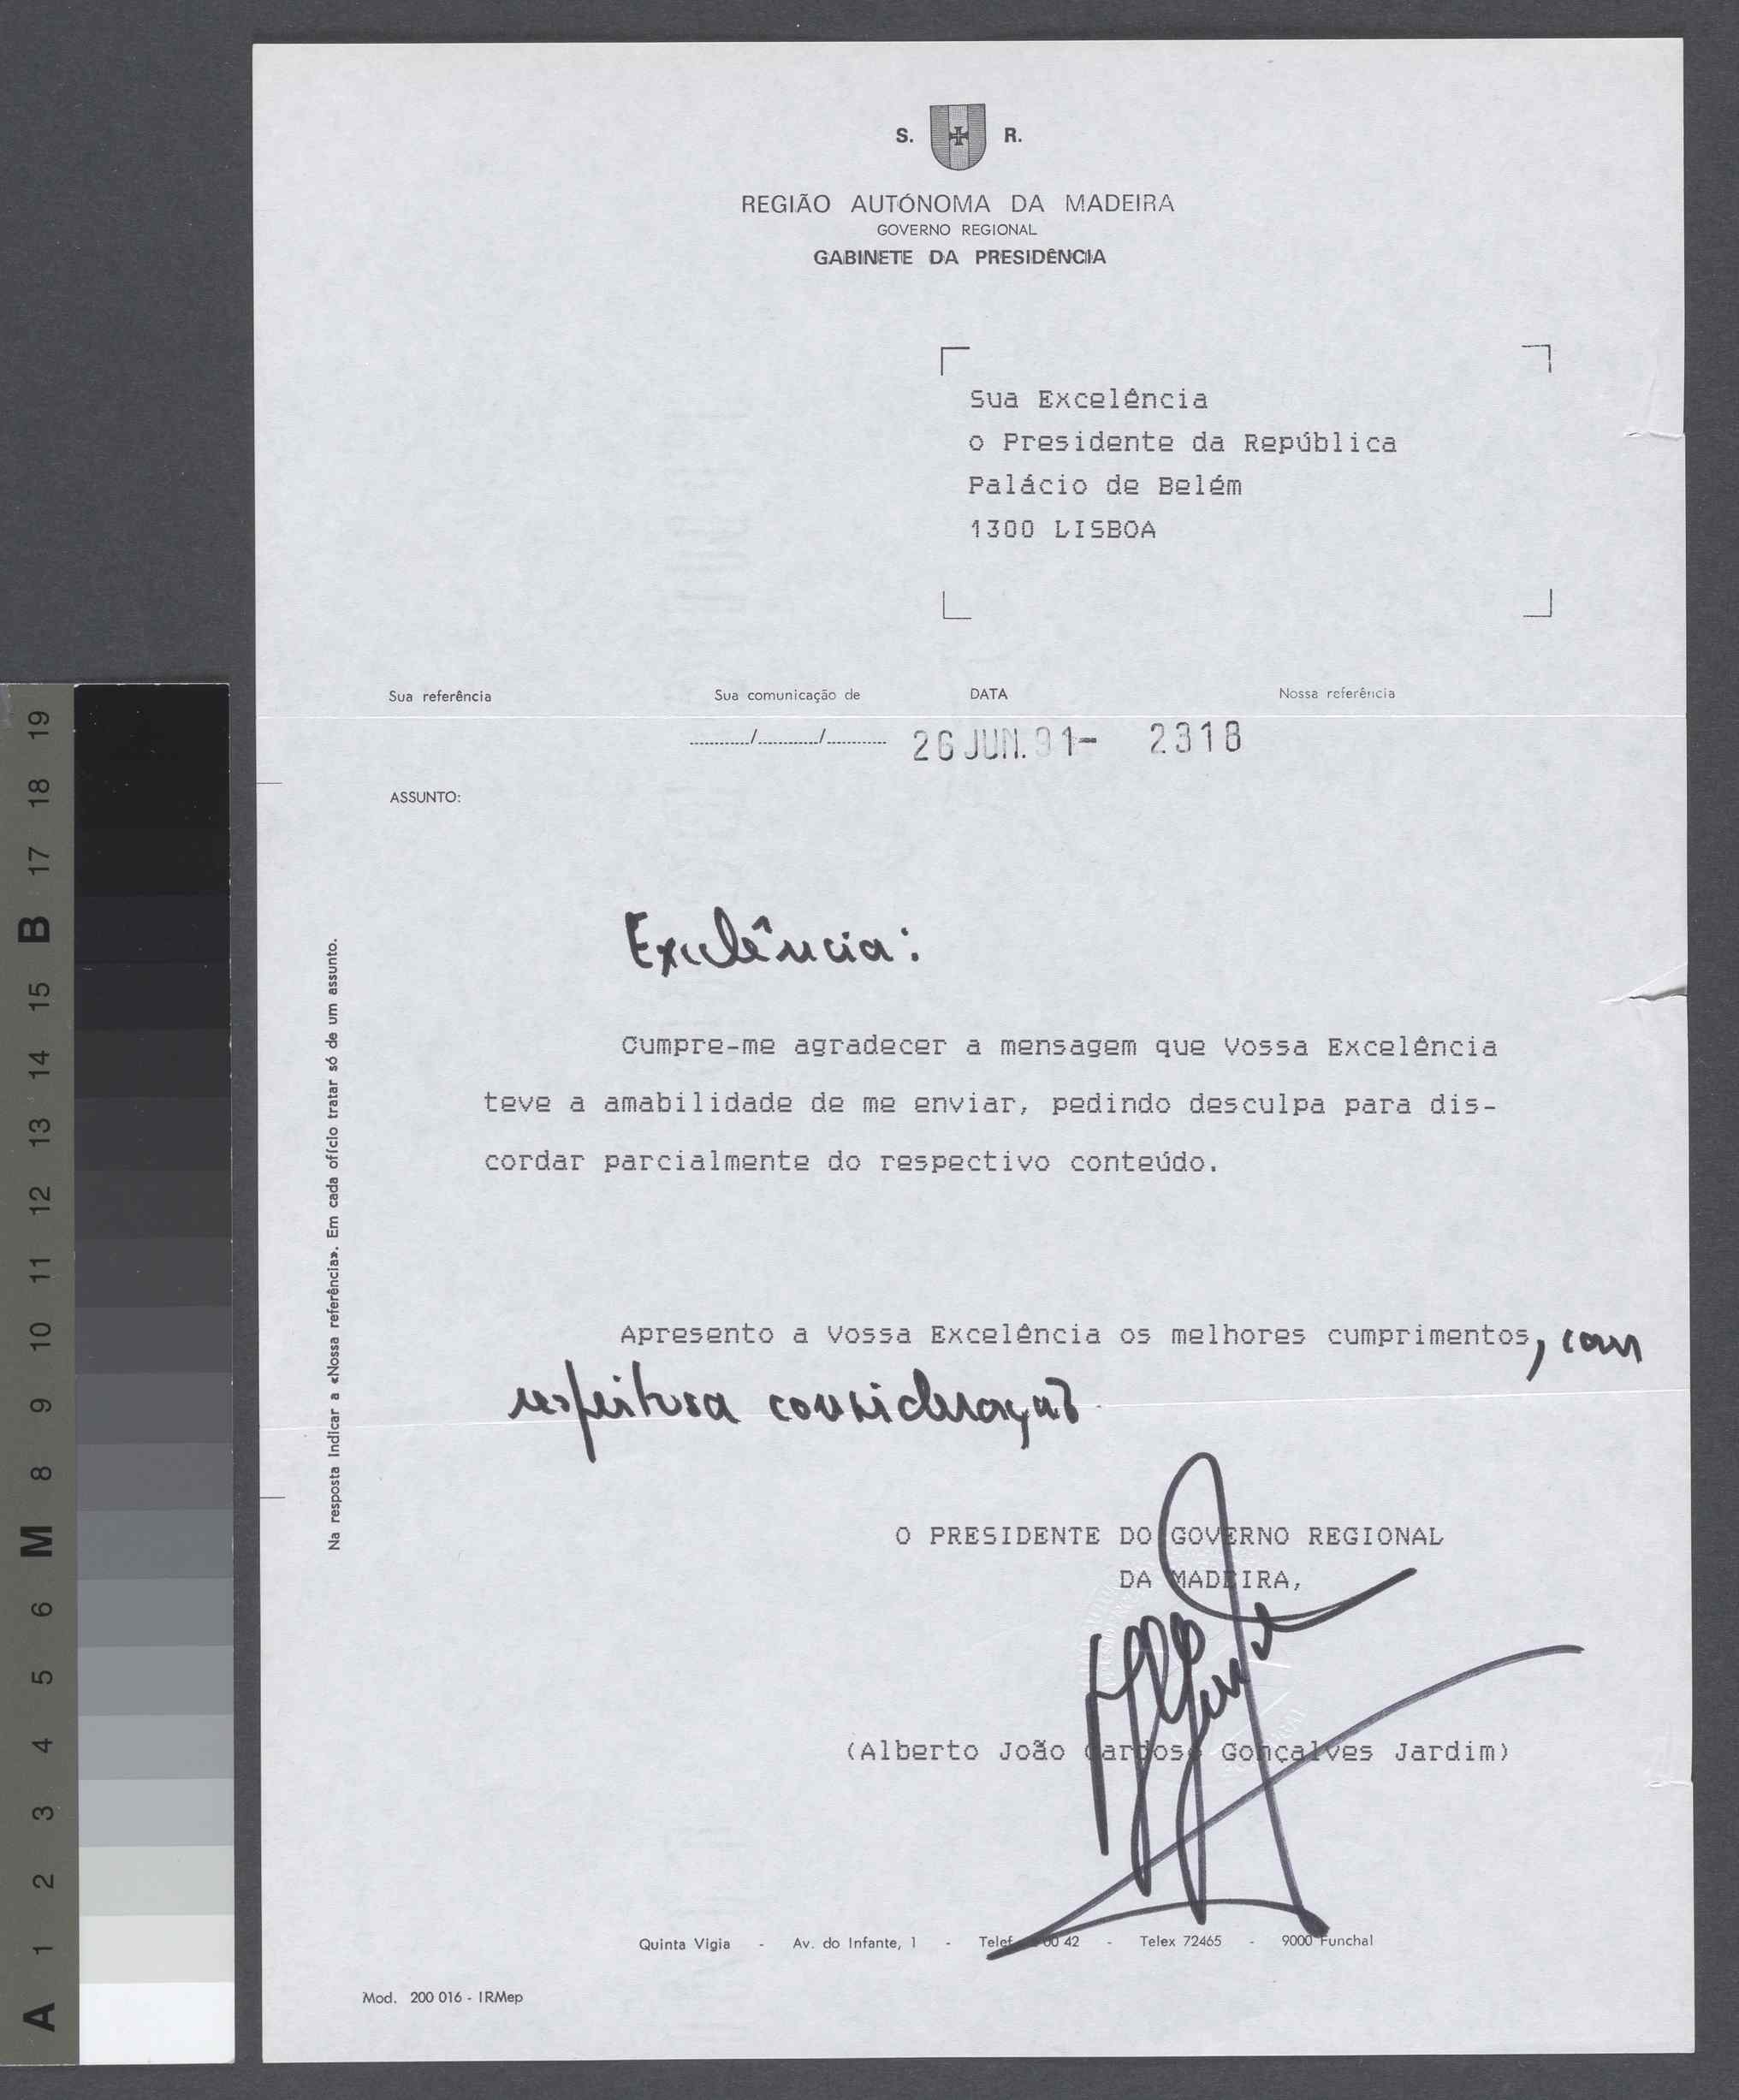 S. R.
REGIÃO AUTÓNOMA DA MADEIRA
GOVERNO REGIONAL
GABINETE DA PRESIDÊNCIA
Sua Excelência
o Presidente da República
Palácio de Belém
1300 LISBOA
Sua referência Sua comunicação de DATA Nossa referência
26 JUN. 91- 2318
ASSUNTO:
Excelência:
Cumpre-me agradecer a mensagem que Vossa Excelência
teve a amabilidade de me enviar, pedindo desculpa para dis-
cordar parcialmente do respectivo conteúdo.
Apresento a Vossa Excelência os melhores cumprimentos, com
respeitosa consideração
O PRESIDENTE DO GOVERNO REGIONAL
DA MADEIRA,
(Alberto João Cardoso Gonçalves Jardim)
Quinta Vigia - Av. do Infante, 1 - Telef. 00 42 - Telex 72465 - 9000 Funchal
Mod. 200 016 - IRMep
Na resposta indicar a «Nossa referência». Em cada ofício tratar só de um assunto.
A 1 2 3 4 5 6 M 8 9 10 11 12 13 14 15 B 17 18 19